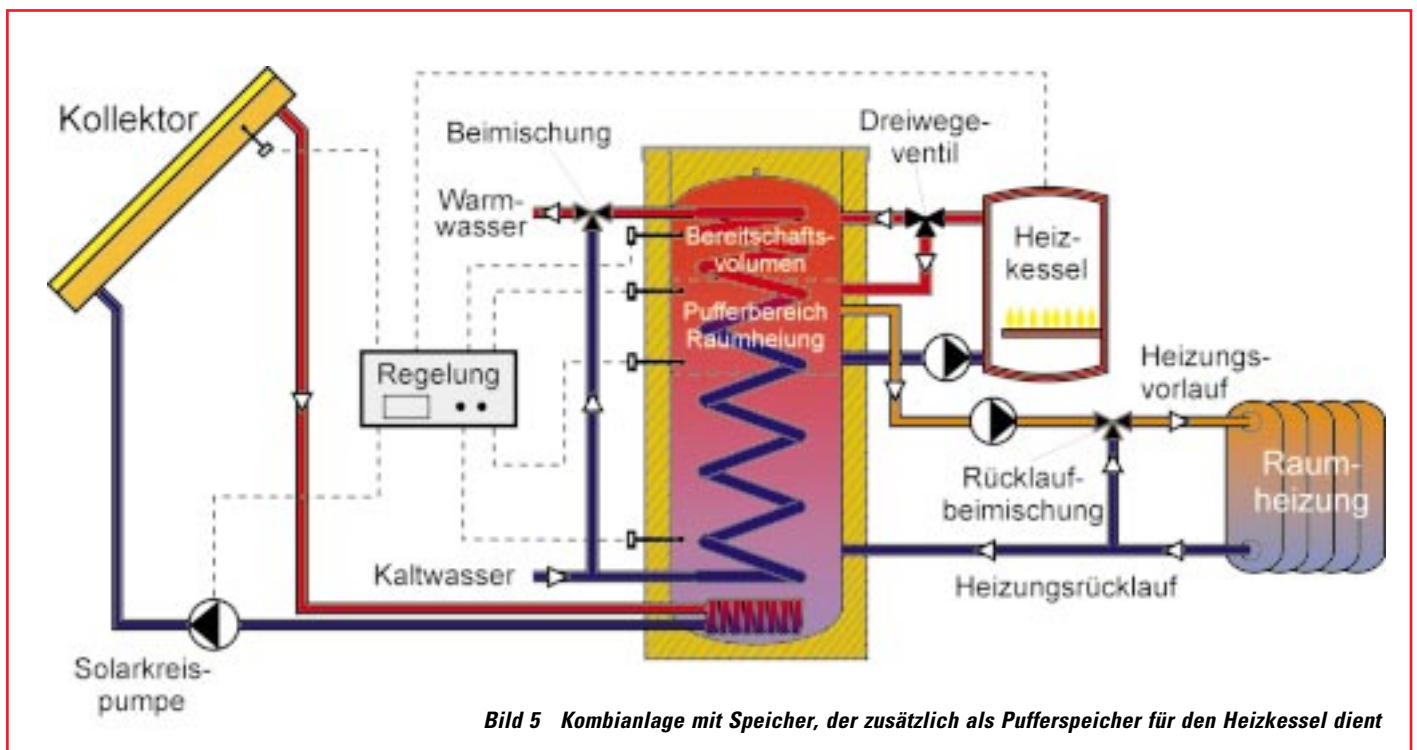 Kollektor
Beimischung
Dreiwege-
ventil
Warm-
wasser
Bereitschafts-
volumen
Heiz-
kessel
Pufferbereich
Raumheiung
Regelung
Heizungs-
vorlauf
Rücklauf-
beimischung
Raum-
heizung
Kaltwasser
Heizungsrücklauf
Solarkreis-
pumpe
Bild 5 Kombianlage mit Speicher, der zusätzlich als Pufferspeicher für den Heizkessel dient